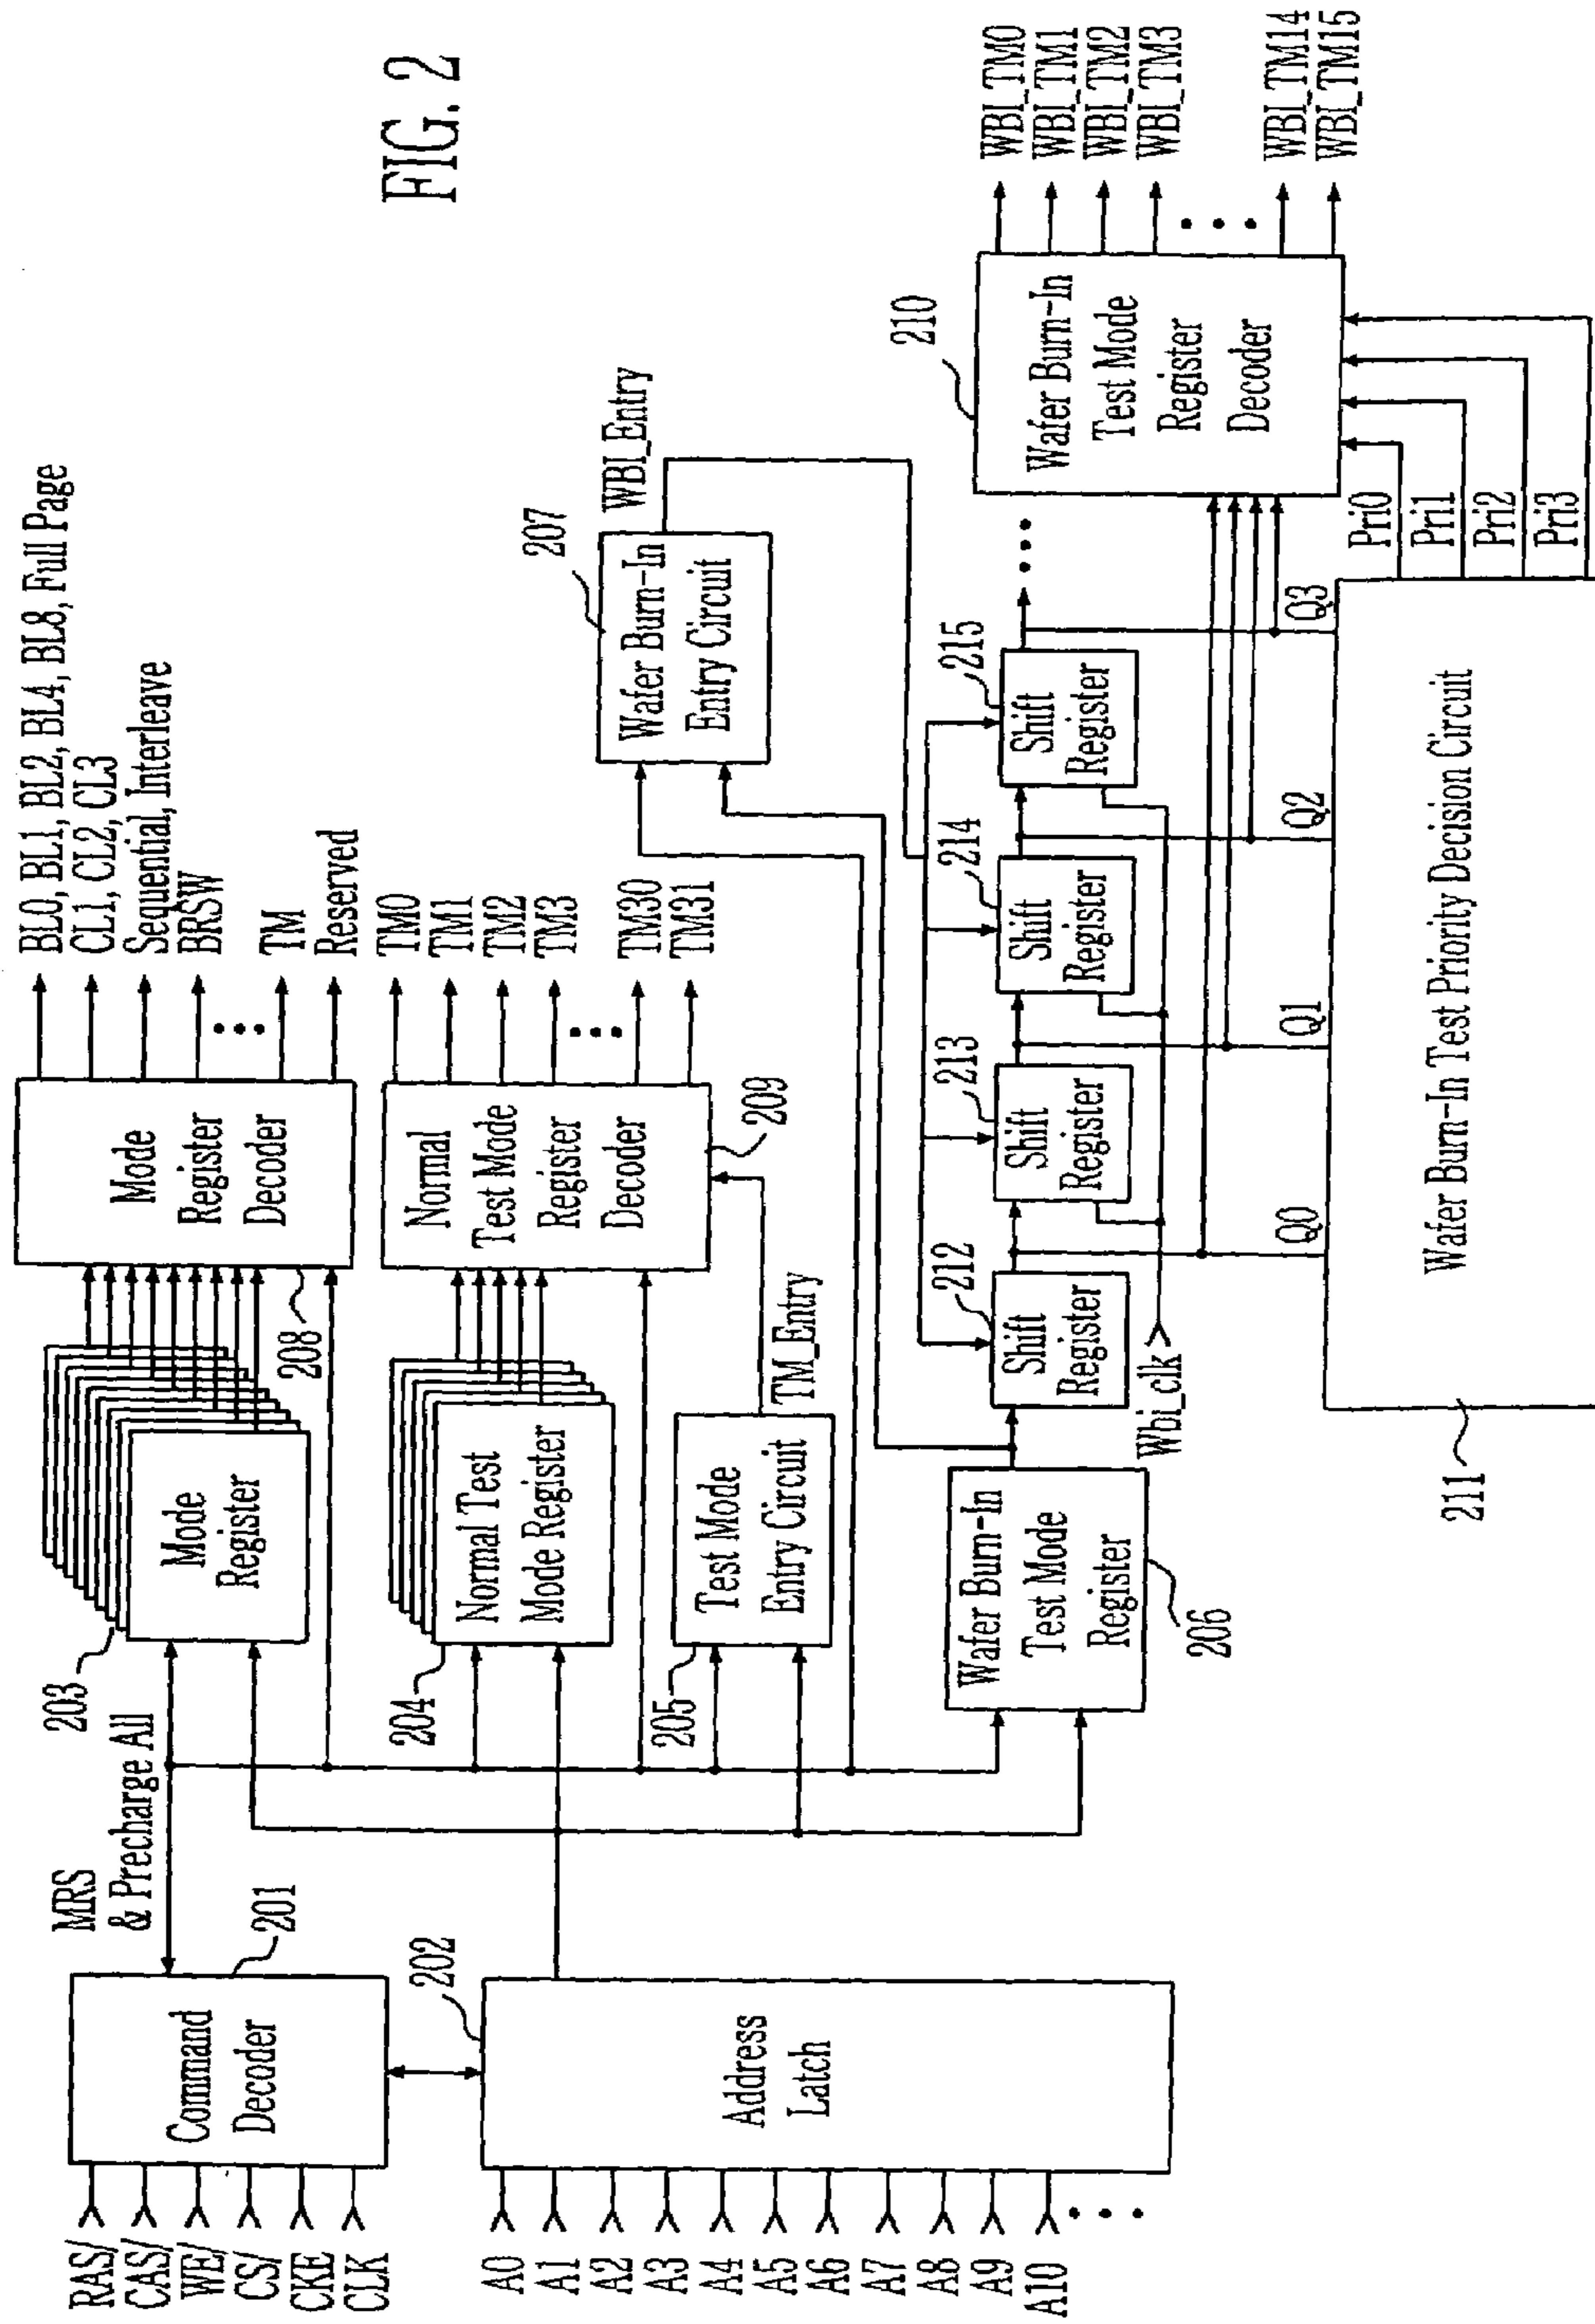 FIG. 2
RAS/
CAS/
WE/
CS/
CKE
CLK
Command
Decoder
201
MRS
& Precharge All
A0
A1
A2
A3
A4
A5
A6
A7
A8
A9
A10
Address
Latch
202
203
Mode
Register
208
Mode
Register
Decoder
BL0, BL1, BL2, BL4, BL8, Full Page
CL1, CL2, CL3
Sequential, Interleave
BRSW
TM
Reserved
204
Normal Test
Mode Register
Normal
Test Mode
Register
Decoder
209
TM0
TM1
TM2
TM3
TM30
TM31
205
Test Mode
Entry Circuit
TM_Entry
207
Wafer Burn-In
Entry Circuit
WBI_Entry
Wafer Burn-In
Test Mode
Register
206
212
Shift
Register
213
Shift
Register
214
Shift
Register
215
Shift
Register
Wbi_clk
Q0
Q1
Q2
Q3
210
Wafer Burn-In
Test Mode
Register
Decoder
WBI_TM0
WBI_TM1
WBI_TM2
WBI_TM3
WBI_TM14
WBI_TM15
Pri0
Pri1
Pri2
Pri3
Wafer Burn-In Test Priority Decision Circuit
211